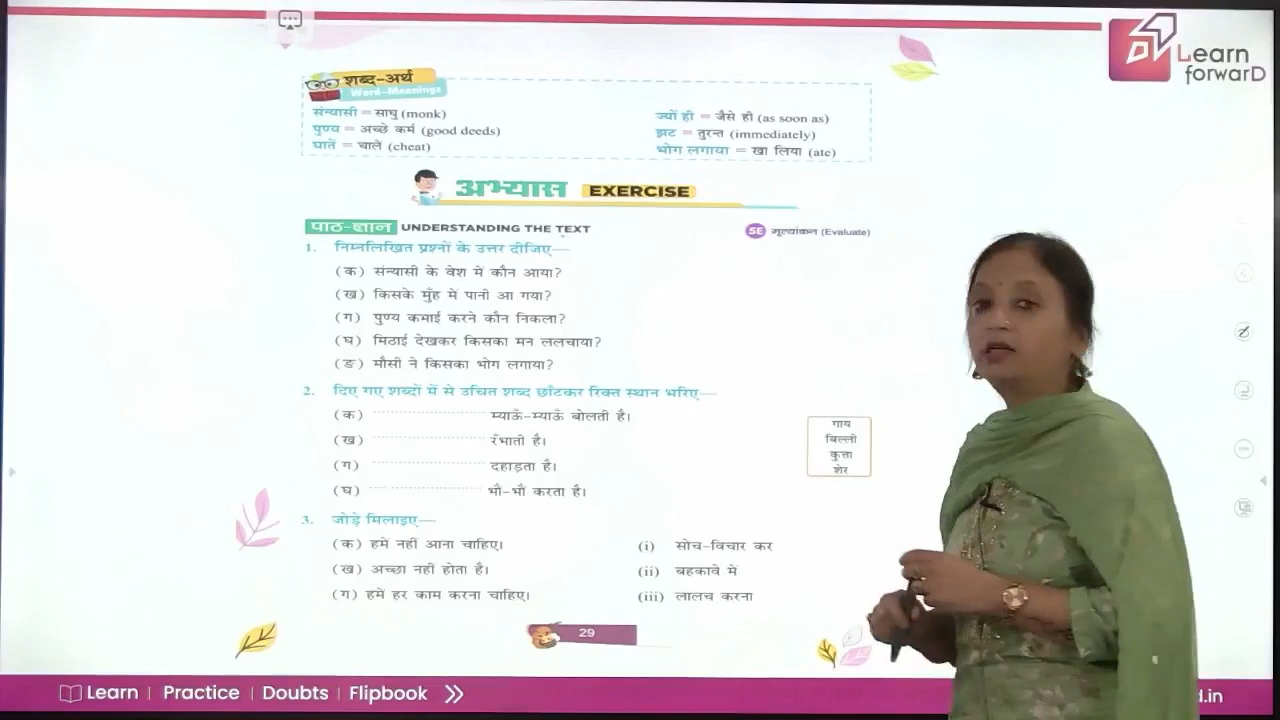 Learn
forwarD
शब्द-अर्थ
Word-Meanings
संन्यासी = साधु (monk)
पुण्य = अच्छे कर्म (good deeds)
घातें = चालें (cheat)
ज्यों ही = जैसे ही (as soon as)
झट = तुरन्त (immediately)
भोग लगाया = खा लिया (ate)
अभ्यास EXERCISE
पाठ-ज्ञान UNDERSTANDING THE TEXT
5E मूल्यांकन (Evaluate)
1. निम्नलिखित प्रश्नों के उत्तर दीजिए—
(क) संन्यासी के वेश में कौन आया?
(ख) किसके मुँह में पानी आ गया?
(ग) पुण्य कमाई करने कौन निकला?
(घ) मिठाई देखकर किसका मन ललचाया?
(ङ) मौसी ने किसका भोग लगाया?
2. दिए गए शब्दों में से उचित शब्द छाँटकर रिक्त स्थान भरिए—
(क) .................... म्याऊँ-म्याऊँ बोलती है।
(ख) .................... रँभाती है।
(ग) .................... दहाड़ता है।
(घ) .................... भौं-भौं करता है।
गाय
बिल्ली
कुत्ता
शेर
3. जोड़े मिलाइए—
(क) हमें नहीं आना चाहिए। (i) सोच-विचार कर
(ख) अच्छा नहीं होता है। (ii) बहकावे में
(ग) हमें हर काम करना चाहिए। (iii) लालच करना
29
Learn | Practice | Doubts | Flipbook
d.in